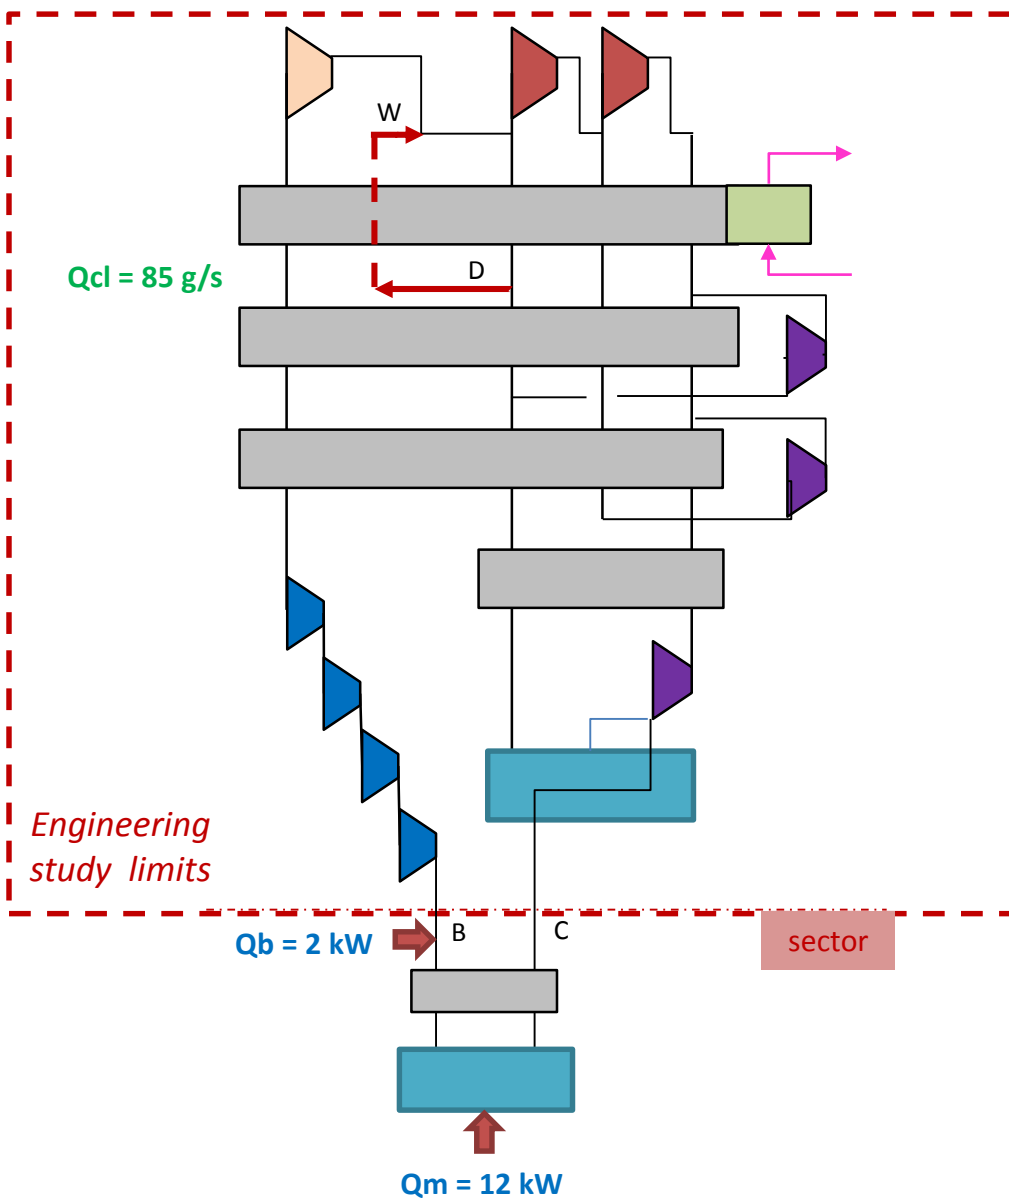 W
D
Qcl = 85 g/s
Engineering
study limits
Qb = 2 kW
B
C
sector
Qm = 12 kW